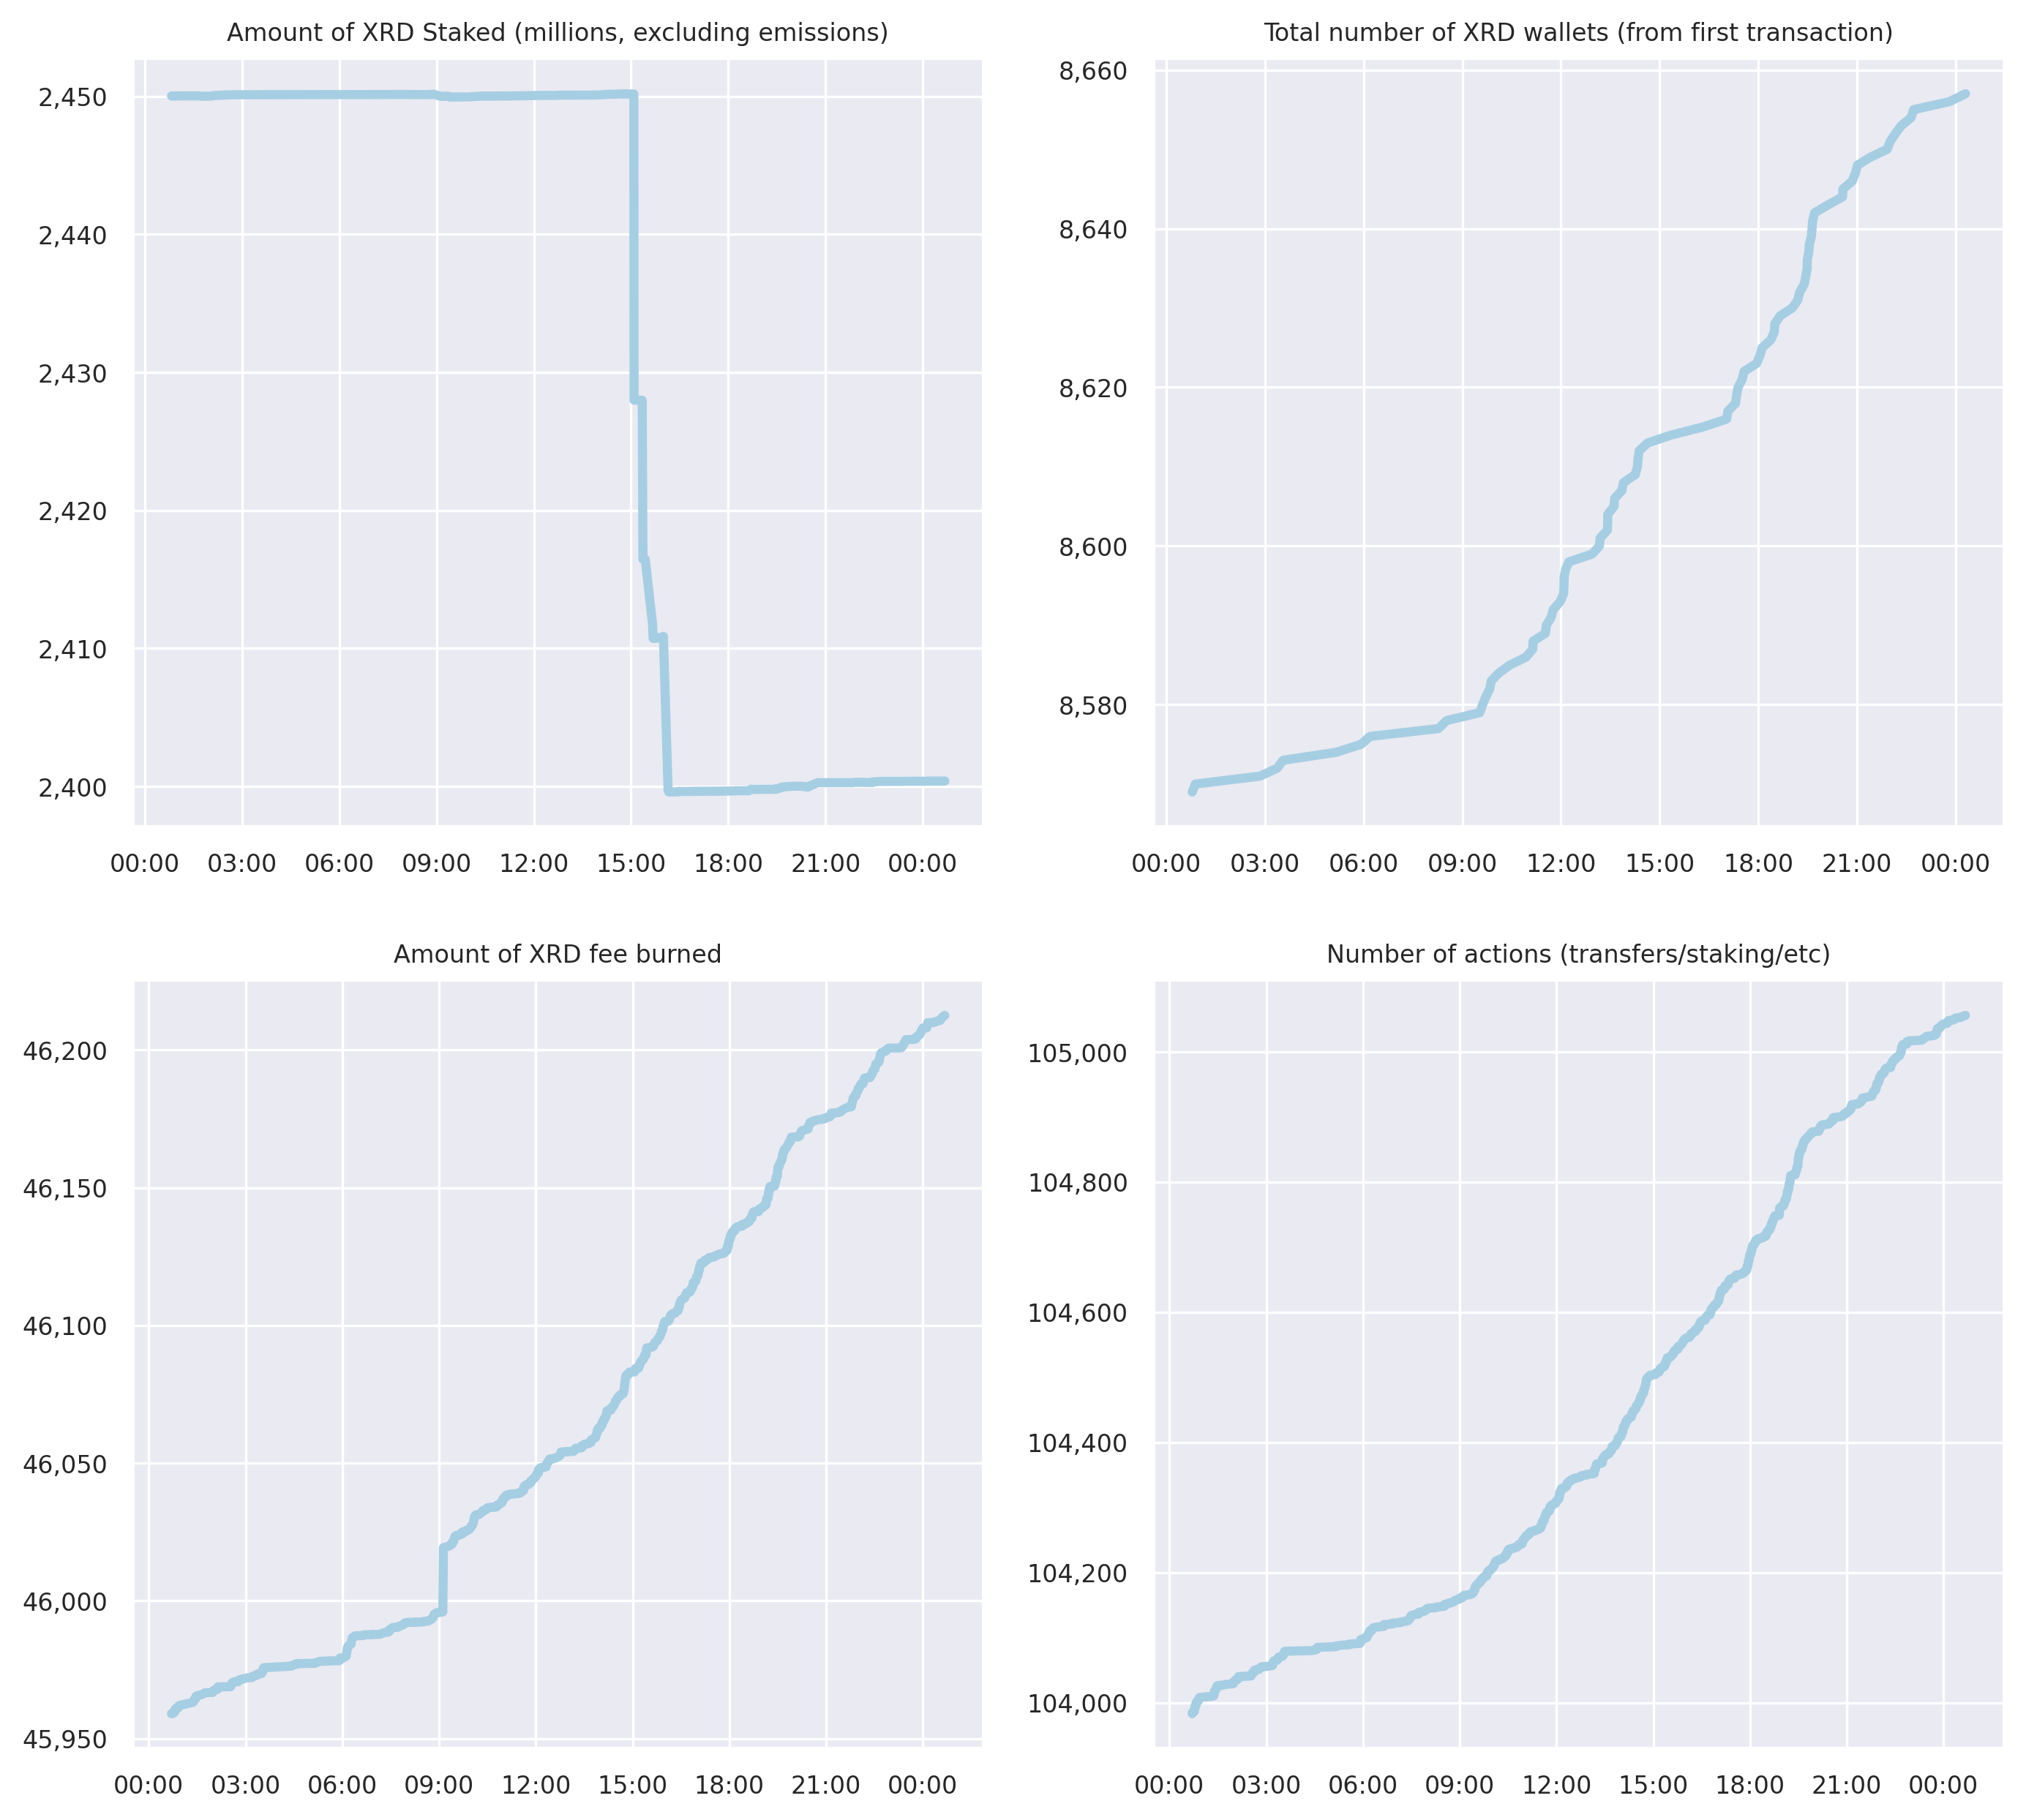 Amount of XRD Staked (millions, excluding emissions)
2,450
2,440
2,430
2,420
2,410
2,400
00:00 03:00 06:00 09:00 12:00 15:00 18:00 21:00 00:00
Total number of XRD wallets (from first transaction)
8,660
8,640
8,620
8,600
8,580
00:00 03:00 06:00 09:00 12:00 15:00 18:00 21:00 00:00
Amount of XRD fee burned
46,200
46,150
46,100
46,050
46,000
45,950
00:00 03:00 06:00 09:00 12:00 15:00 18:00 21:00 00:00
Number of actions (transfers/staking/etc)
105,000
104,800
104,600
104,400
104,200
104,000
00:00 03:00 06:00 09:00 12:00 15:00 18:00 21:00 00:00